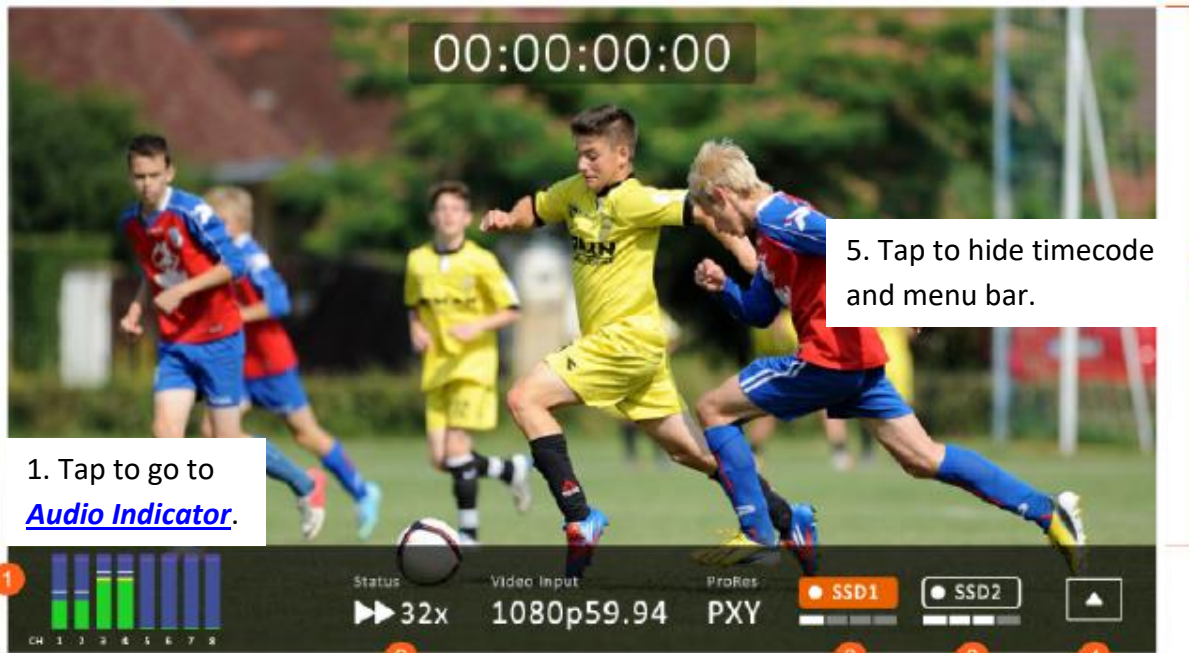 00:00:00:00
5. Tap to hide timecode
and menu bar.
1. Tap to go to
Audio Indicator.
1
Status
Video Input
ProRes
SSD1
SSD2
32x
1080p59.94
PXY
CH 1 2 3 4 5 6 7 8